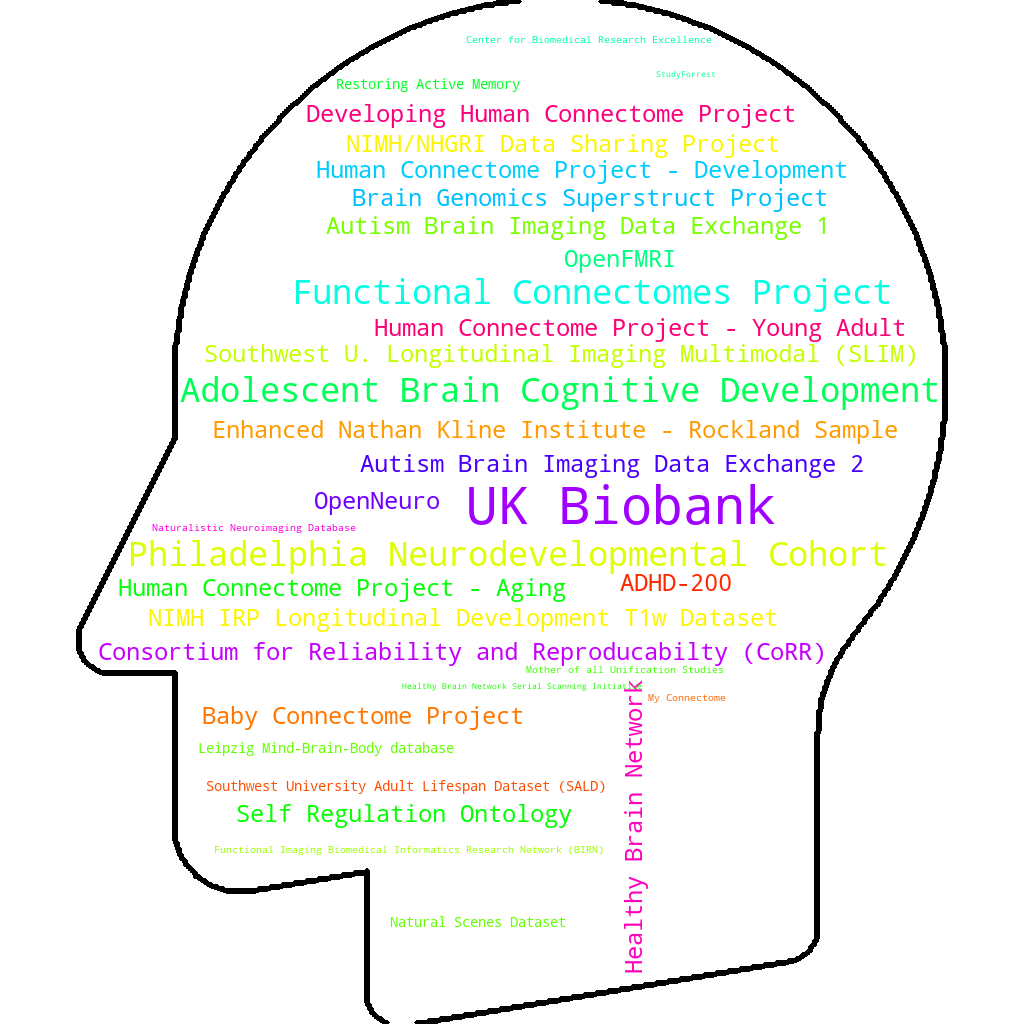 Center for Biomedical Research Excellence
StudyForrest
Restoring Active Memory
Developing Human Connectome Project
NIMH/NHGRI Data Sharing Project
Human Connectome Project - Development
Brain Genomics Superstruct Project
Autism Brain Imaging Data Exchange 1
OpenFMRI
Functional Connectomes Project
Human Connectome Project - Young Adult
Southwest U. Longitudinal Imaging Multimodal (SLIM)
Adolescent Brain Cognitive Development
Enhanced Nathan Kline Institute - Rockland Sample
Autism Brain Imaging Data Exchange 2
OpenNeuro
UK Biobank
Naturalistic Neuroimaging Database
Philadelphia Neurodevelopmental Cohort
Human Connectome Project - Aging
ADHD-200
NIMH IRP Longitudinal Development T1w Dataset
Consortium for Reliability and Reproducabilty (CoRR)
Mother of all Unification Studies
Healthy Brain Network Serial Scanning Initiative
My Connectome
Baby Connectome Project
Healthy Brain Network
Leipzig Mind-Brain-Body database
Southwest University Adult Lifespan Dataset (SALD)
Self Regulation Ontology
Functional Imaging Biomedical Informatics Research Network (BIRN)
Natural Scenes Dataset